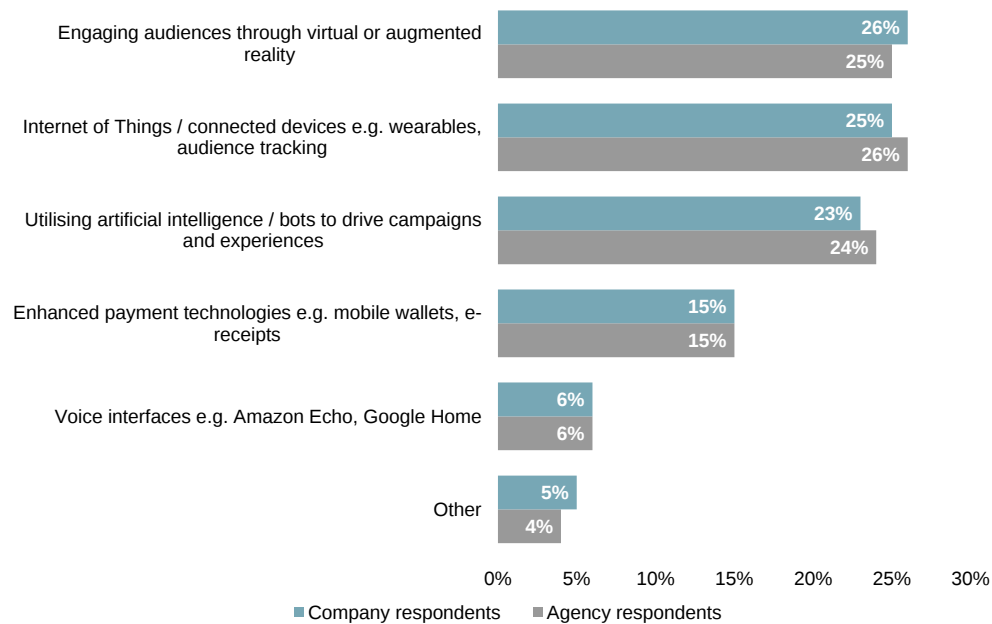 Engaging audiences through virtual or augmented
reality
26%
25%
Internet of Things / connected devices e.g. wearables,
audience tracking
25%
26%
Utilising artificial intelligence / bots to drive campaigns
and experiences
23%
24%
Enhanced payment technologies e.g. mobile wallets, e-
receipts
15%
15%
Voice interfaces e.g. Amazon Echo, Google Home
6%
6%
Other
5%
4%
0% 5% 10% 15% 20% 25% 30%
Company respondents Agency respondents